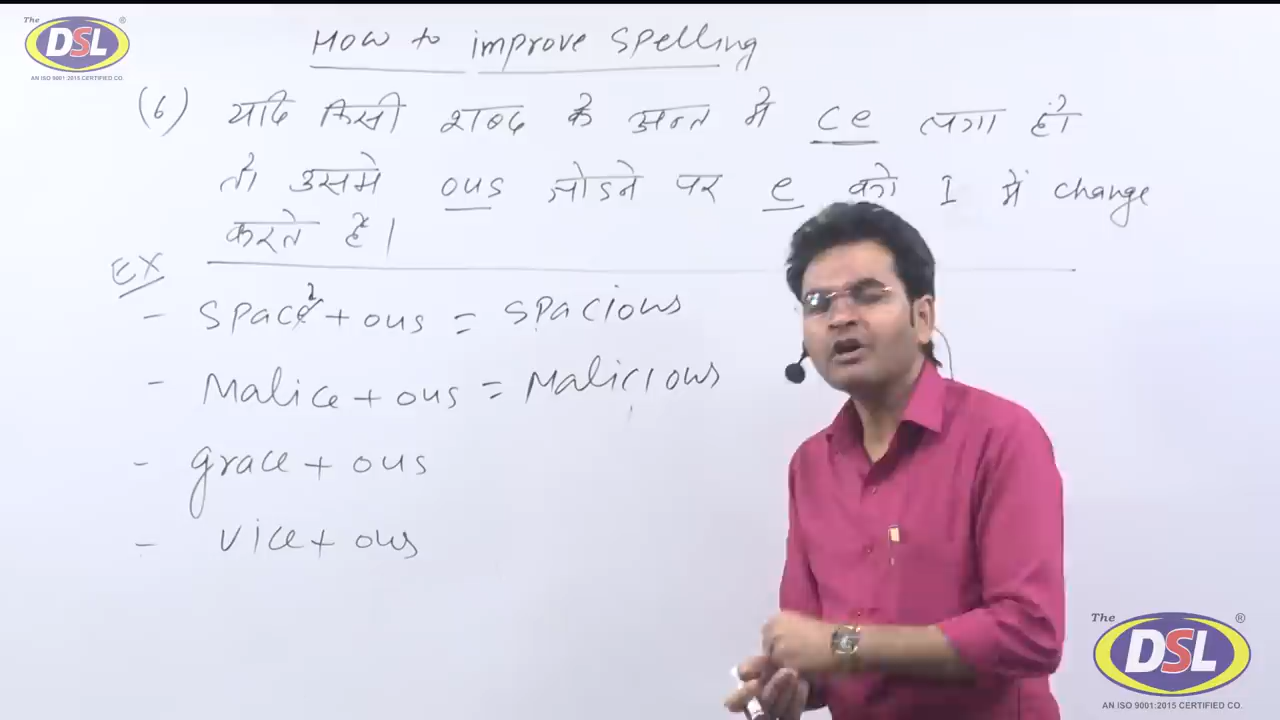 The DSL ®
AN ISO 9001:2015 CERTIFIED CO.
How to improve spelling
(6) यदि किसी शब्द के अन्त मे ce लगा हो
तो उसमे ous जोडने पर e को I में change
करते हैं।
EX
- space + ous = spacious
- Malice + ous = Malicious
- grace + ous
- vice + ous
The DSL ®
AN ISO 9001:2015 CERTIFIED CO.